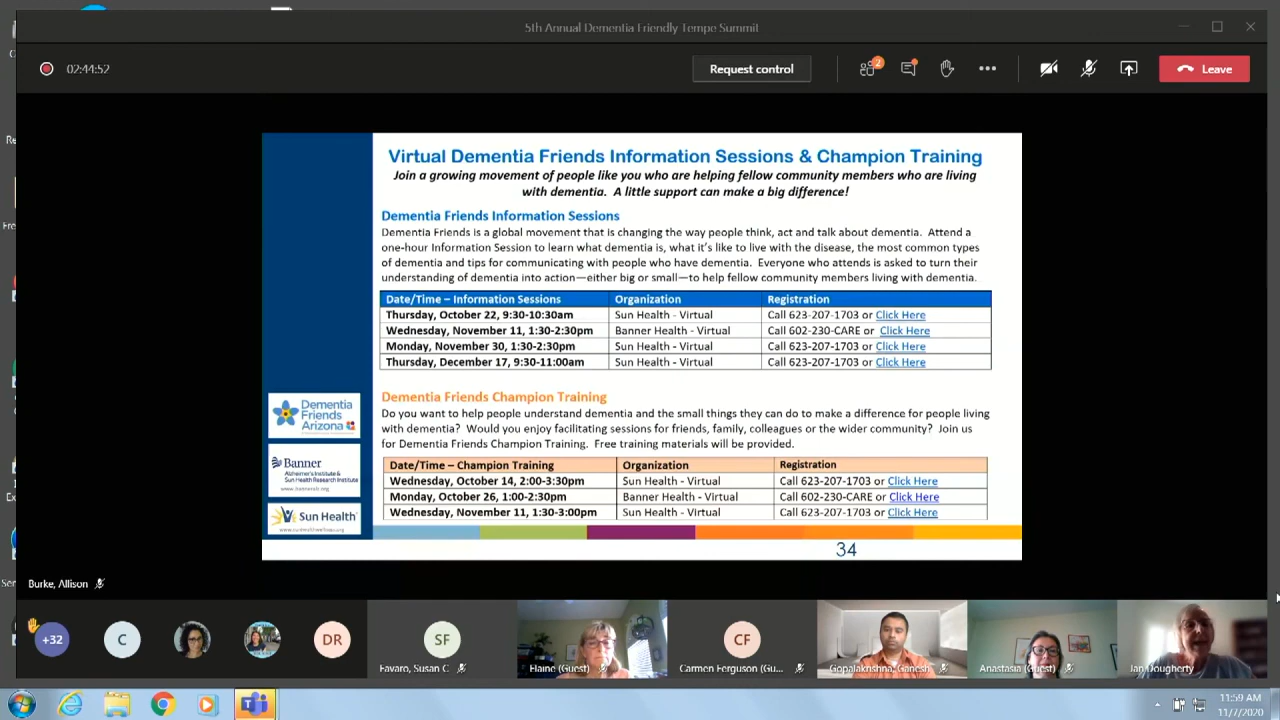 5th Annual Dementia Friendly Tempe Summit
02:44:52
Request control
2
Leave
Virtual Dementia Friends Information Sessions & Champion Training
Join a growing movement of people like you who are helping fellow community members who are living
with dementia. A little support can make a big difference!
Dementia Friends Information Sessions
Dementia Friends is a global movement that is changing the way people think, act and talk about dementia. Attend a
one-hour Information Session to learn what dementia is, what it's like to live with the disease, the most common types
of dementia and tips for communicating with people who have dementia. Everyone who attends is asked to turn their
understanding of dementia into action—either big or small—to help fellow community members living with dementia.
Date/Time – Information Sessions Organization Registration
Thursday, October 22, 9:30-10:30am Sun Health - Virtual Call 623-207-1703 or Click Here
Wednesday, November 11, 1:30-2:30pm Banner Health - Virtual Call 602-230-CARE or Click Here
Monday, November 30, 1:30-2:30pm Sun Health - Virtual Call 623-207-1703 or Click Here
Thursday, December 17, 9:30-11:00am Sun Health - Virtual Call 623-207-1703 or Click Here
Dementia Friends Champion Training
Do you want to help people understand dementia and the small things they can do to make a difference for people living
with dementia? Would you enjoy facilitating sessions for friends, family, colleagues or the wider community? Join us
for Dementia Friends Champion Training. Free training materials will be provided.
Date/Time – Champion Training Organization Registration
Wednesday, October 14, 2:00-3:30pm Sun Health - Virtual Call 623-207-1703 or Click Here
Monday, October 26, 1:00-2:30pm Banner Health - Virtual Call 602-230-CARE or Click Here
Wednesday, November 11, 1:30-3:00pm Sun Health - Virtual Call 623-207-1703 or Click Here
Dementia
Friends
Arizona
Banner
Alzheimer's Institute &
Sun Health Research Institute
Sun Health
34
Burke, Allison
+32
C
DR
SF
CF
Favaro, Susan C
Elaine (Guest)
Carmen Ferguson (Gu...
Gopalakrishna, Ganesh
Anastasia (Guest)
Jan Dougherty
11:59 AM
11/7/2020